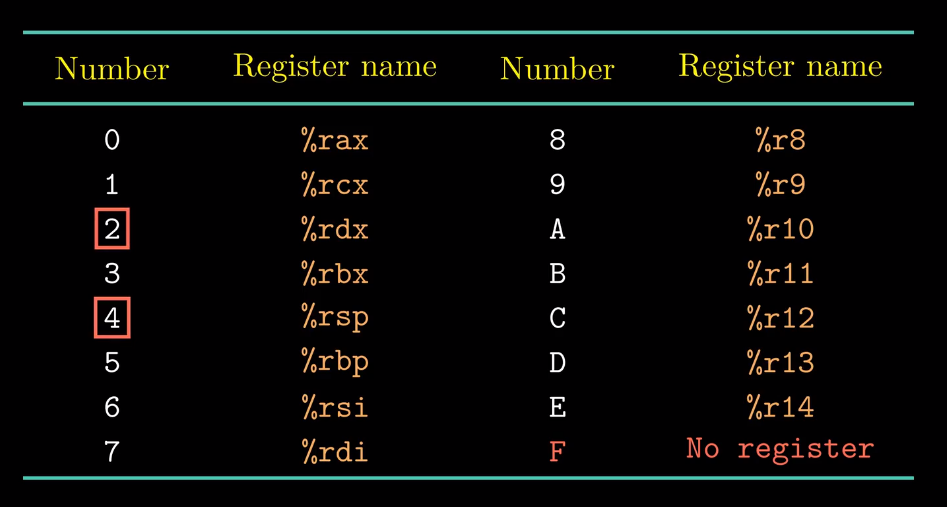 Number Register name Number Register name
0 %rax 8 %r8
1 %rcx 9 %r9
2 %rdx A %r10
3 %rbx B %r11
4 %rsp C %r12
5 %rbp D %r13
6 %rsi E %r14
7 %rdi F No register